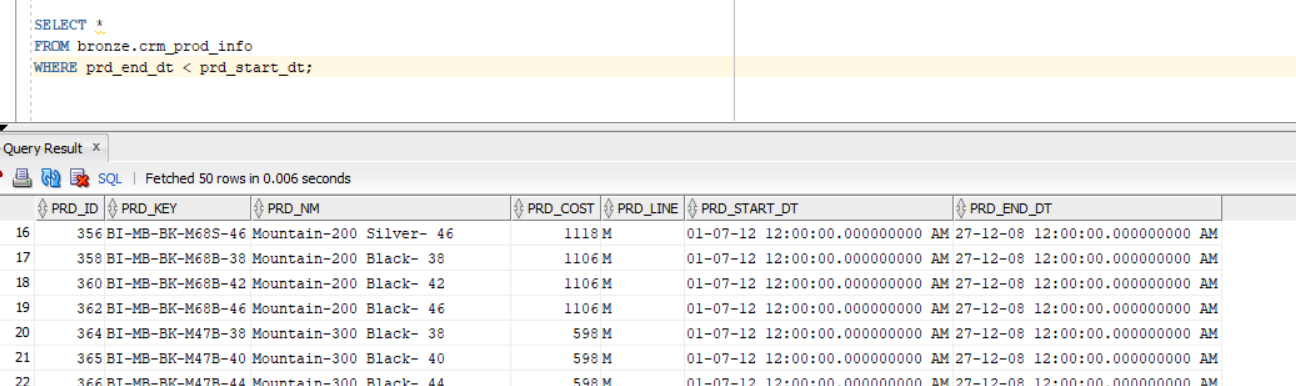 SELECT *
FROM bronze.crm_prod_info
WHERE prd_end_dt < prd_start_dt;
Query Result x
SQL | Fetched 50 rows in 0.006 seconds
PRD_ID PRD_KEY PRD_NM PRD_COST PRD_LINE PRD_START_DT PRD_END_DT
16 356 BI-MB-BK-M68S-46 Mountain-200 Silver- 46 1118 M 01-07-12 12:00:00.000000000 AM 27-12-08 12:00:00.000000000 AM
17 358 BI-MB-BK-M68B-38 Mountain-200 Black- 38 1106 M 01-07-12 12:00:00.000000000 AM 27-12-08 12:00:00.000000000 AM
18 360 BI-MB-BK-M68B-42 Mountain-200 Black- 42 1106 M 01-07-12 12:00:00.000000000 AM 27-12-08 12:00:00.000000000 AM
19 362 BI-MB-BK-M68B-46 Mountain-200 Black- 46 1106 M 01-07-12 12:00:00.000000000 AM 27-12-08 12:00:00.000000000 AM
20 364 BI-MB-BK-M47B-38 Mountain-300 Black- 38 598 M 01-07-12 12:00:00.000000000 AM 27-12-08 12:00:00.000000000 AM
21 365 BI-MB-BK-M47B-40 Mountain-300 Black- 40 598 M 01-07-12 12:00:00.000000000 AM 27-12-08 12:00:00.000000000 AM
22 366 BI-MB-BK-M47B-44 Mountain-300 Black- 44 598 M 01-07-12 12:00:00.000000000 AM 27-12-08 12:00:00.000000000 AM